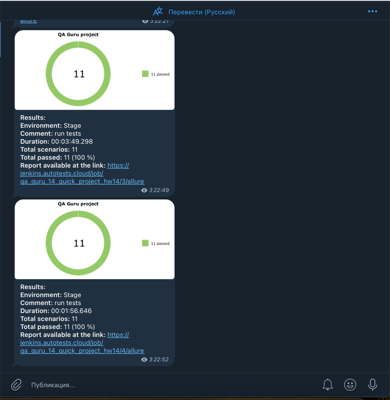 Перевести (Русский)
allure
3:22:21
QA Guru project
11
11 passed
Results:
Environment: Stage
Comment: run tests
Duration: 00:03:49.298
Total scenarios: 11
Total passed: 11 (100 %)
Report available at the link: https://
jenkins.autotests.cloud/job/
qa_guru_14_quick_project_hw14/3/allure
3:22:49
QA Guru project
11
11 passed
Results:
Environment: Stage
Comment: run tests
Duration: 00:01:56.646
Total scenarios: 11
Total passed: 11 (100 %)
Report available at the link: https://
jenkins.autotests.cloud/job/
qa_guru_14_quick_project_hw14/4/allure
3:22:52
Публикация...